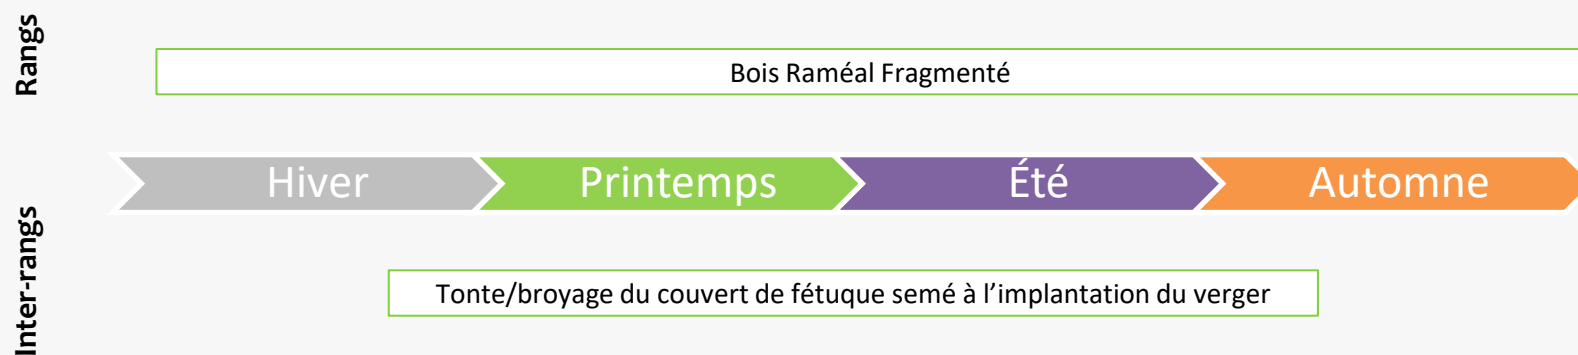 Rangs
Bois Raméal Fragmenté
Hiver
Printemps
Été
Automne
Inter-rangs
Tonte/broyage du couvert de fétuque semé à l’implantation du verger